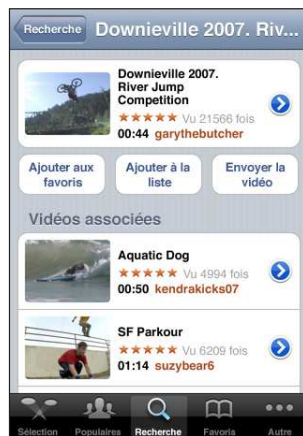 Recherche Downieville 2007. Riv...
Downieville 2007.
River Jump
Competition
Vu 21566 fois
00:44 garythebutcher
Ajouter aux favoris
Ajouter à la liste
Envoyer la vidéo
Vidéos associées
Aquatic Dog
Vu 4994 fois
00:50 kendrakicks07
SF Parkour
Vu 6209 fois
01:14 suzybear6
Sélection Populaires Recherche Favoris Autre